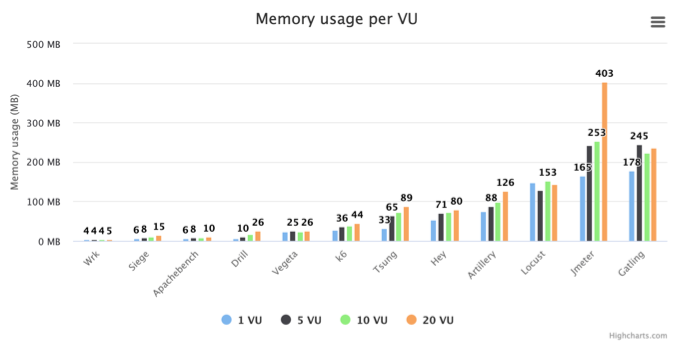 Memory usage per VU
500 MB
400 MB
300 MB
200 MB
100 MB
0 MB
Memory usage (MB)
4 4 4 5
6 8 15
6 8 10
10 26
25 26
36 44
33 65 89
71 80
88 126
153
165 253 403
178 245
Wrk
Siege
Apachebench
Drill
Vegeta
k6
Tsung
Hey
Artillery
Locust
Jmeter
Gatling
1 VU 5 VU 10 VU 20 VU
Highcharts.com